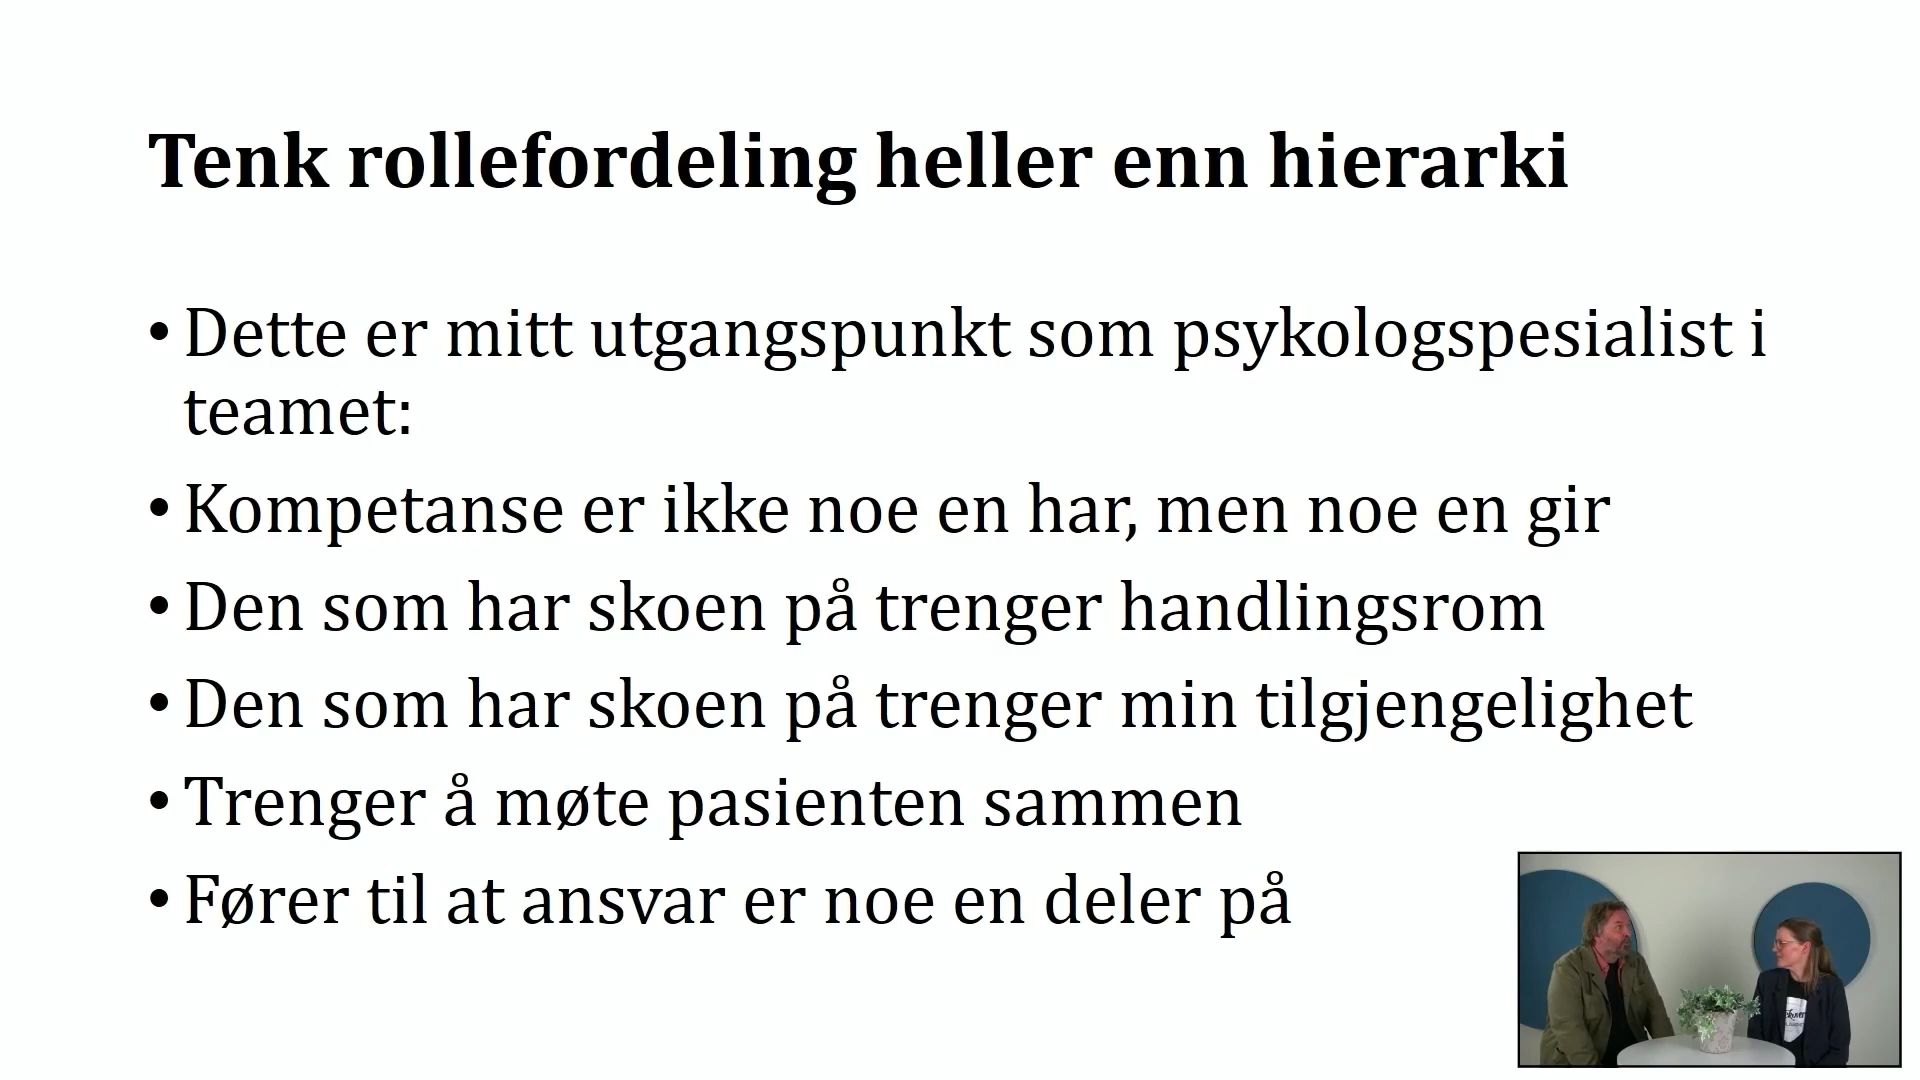 Tenk rollefordeling heller enn hierarki
• Dette er mitt utgangspunkt som psykologspesialist i
teamet:
• Kompetanse er ikke noe en har, men noe en gir
• Den som har skoen på trenger handlingsrom
• Den som har skoen på trenger min tilgjengelighet
• Trenger å møte pasienten sammen
• Fører til at ansvar er noe en deler på